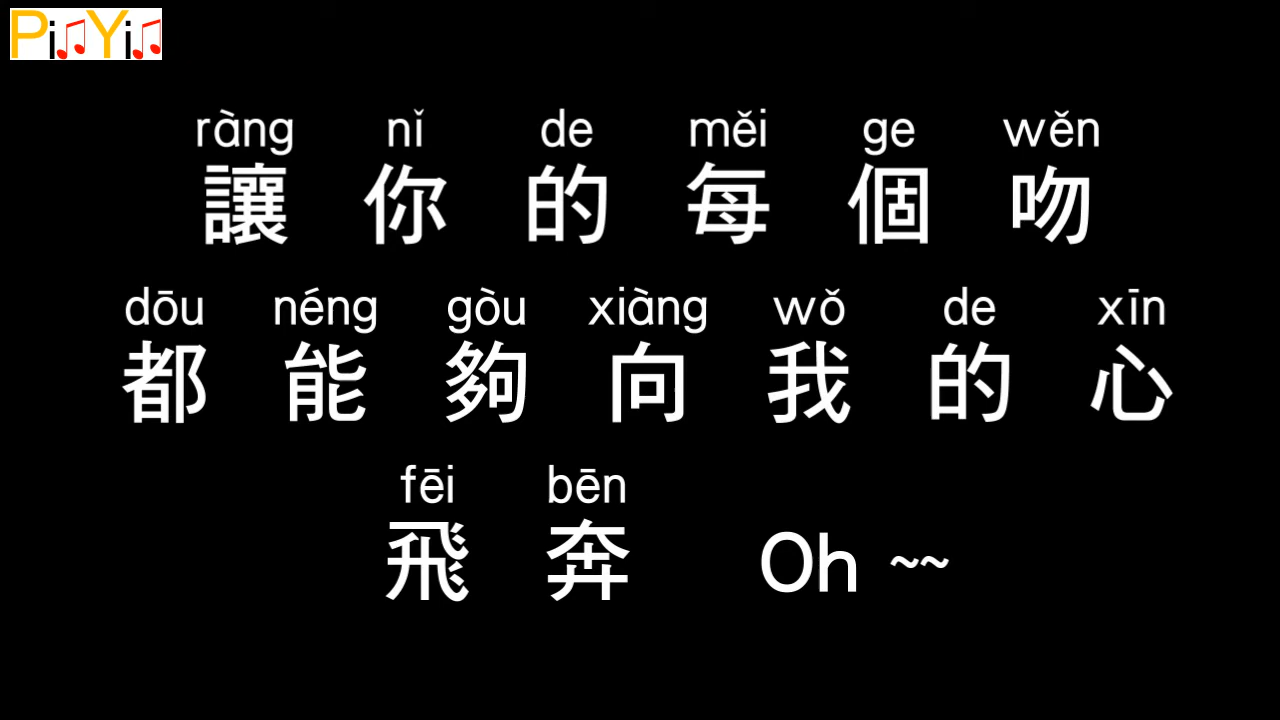 PinYin
ràng nǐ de měi ge wěn
讓 你 的 每 個 吻
dōu néng gòu xiàng wǒ de xīn
都 能 夠 向 我 的 心
fēi bēn
飛 奔 Oh ~~